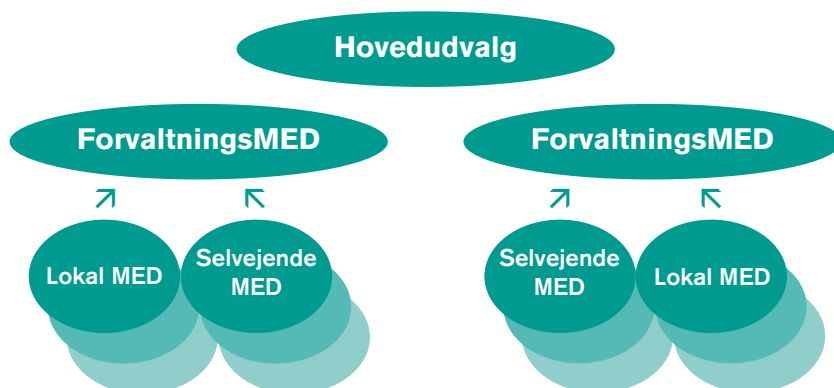 Hovedudvalg
ForvaltningsMED
ForvaltningsMED
Lokal MED
Selvejende
MED
Selvejende
MED
Lokal MED